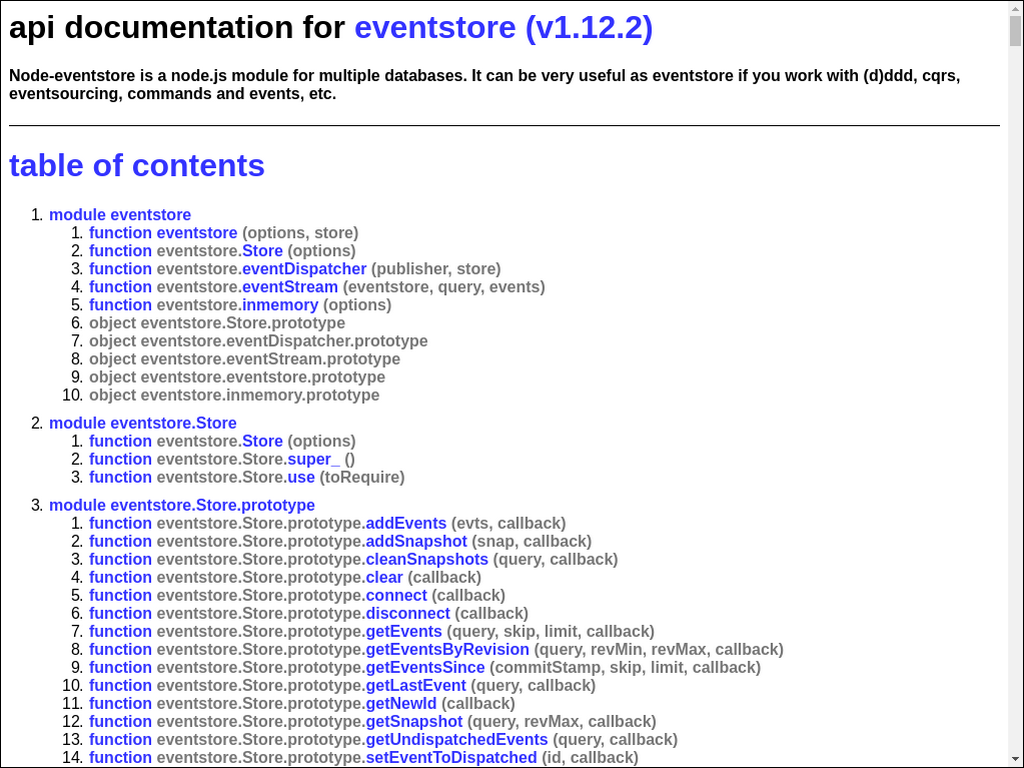 api documentation for eventstore (v1.12.2)
Node-eventstore is a node.js module for multiple databases. It can be very useful as eventstore if you work with (d)ddd, cqrs,
eventsourcing, commands and events, etc.
table of contents
1. module eventstore
1. function eventstore (options, store)
2. function eventstore.Store (options)
3. function eventstore.eventDispatcher (publisher, store)
4. function eventstore.eventStream (eventstore, query, events)
5. function eventstore.inmemory (options)
6. object eventstore.Store.prototype
7. object eventstore.eventDispatcher.prototype
8. object eventstore.eventStream.prototype
9. object eventstore.eventstore.prototype
10. object eventstore.inmemory.prototype
2. module eventstore.Store
1. function eventstore.Store (options)
2. function eventstore.Store.super_ ()
3. function eventstore.Store.use (toRequire)
3. module eventstore.Store.prototype
1. function eventstore.Store.prototype.addEvents (evts, callback)
2. function eventstore.Store.prototype.addSnapshot (snap, callback)
3. function eventstore.Store.prototype.cleanSnapshots (query, callback)
4. function eventstore.Store.prototype.clear (callback)
5. function eventstore.Store.prototype.connect (callback)
6. function eventstore.Store.prototype.disconnect (callback)
7. function eventstore.Store.prototype.getEvents (query, skip, limit, callback)
8. function eventstore.Store.prototype.getEventsByRevision (query, revMin, revMax, callback)
9. function eventstore.Store.prototype.getEventsSince (commitStamp, skip, limit, callback)
10. function eventstore.Store.prototype.getLastEvent (query, callback)
11. function eventstore.Store.prototype.getNewId (callback)
12. function eventstore.Store.prototype.getSnapshot (query, revMax, callback)
13. function eventstore.Store.prototype.getUndispatchedEvents (query, callback)
14. function eventstore.Store.prototype.setEventToDispatched (id, callback)